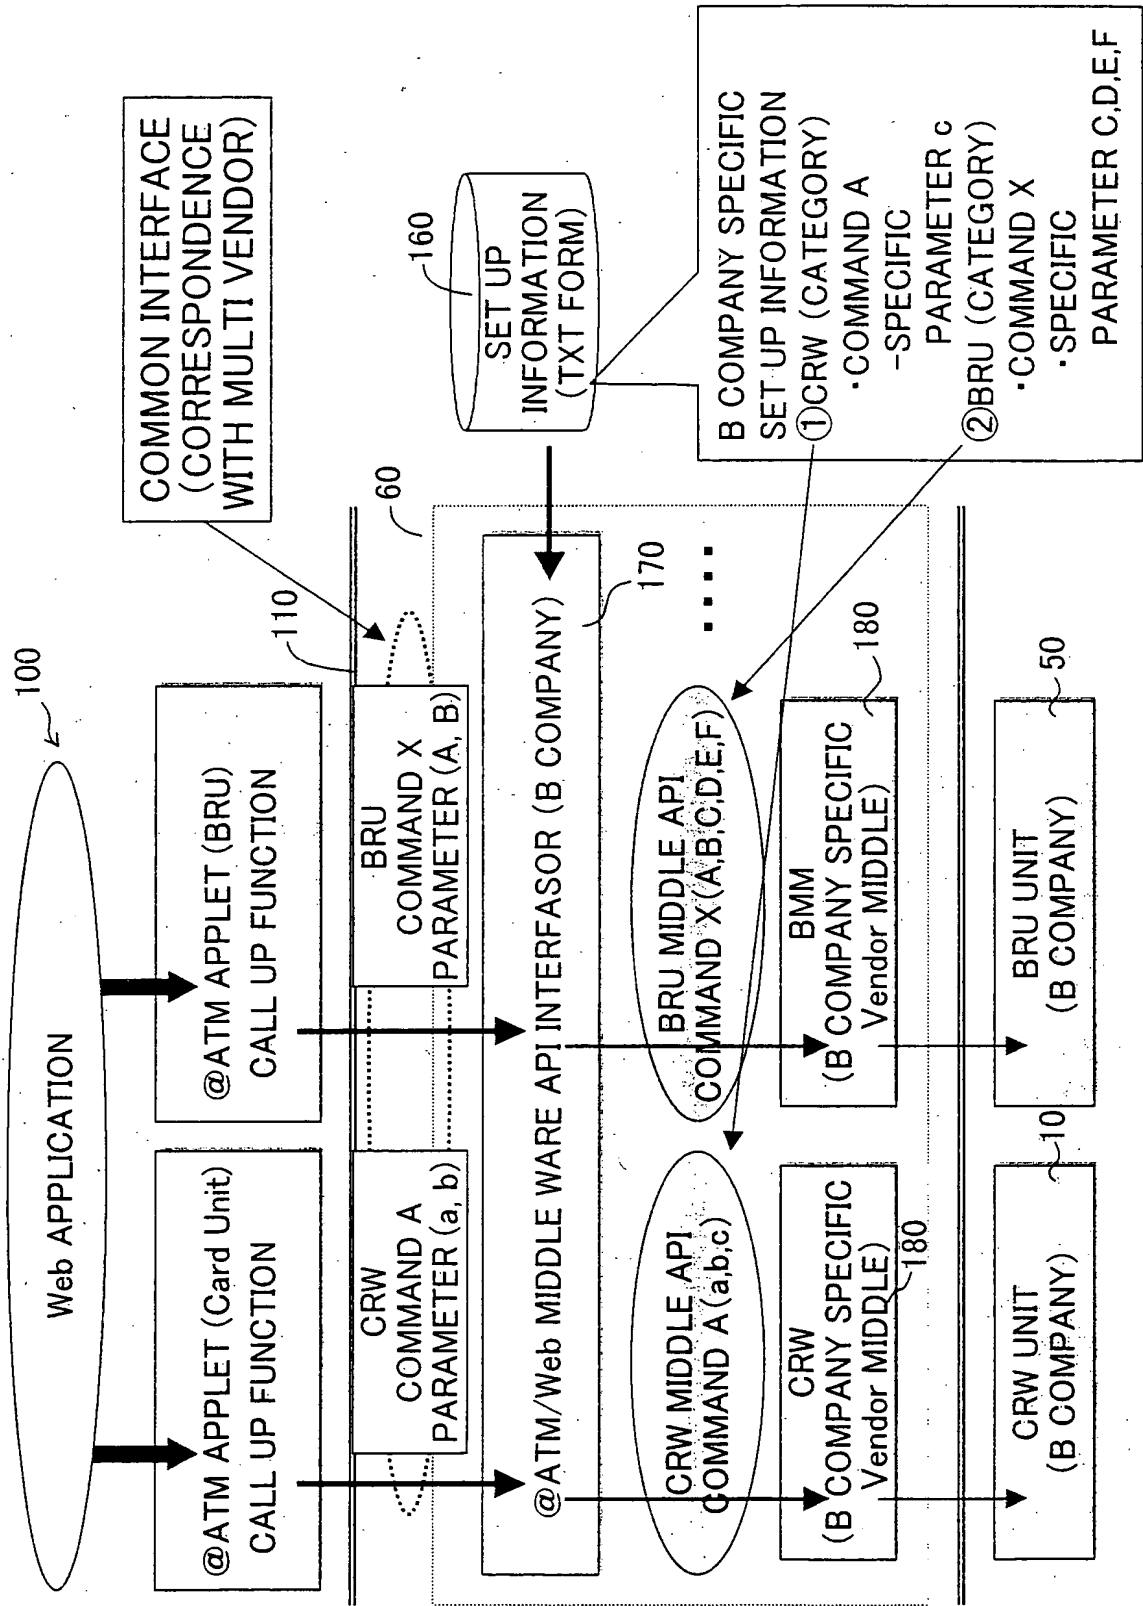 Web APPLICATION
100
@ATM APPLET (Card Unit)
CALL UP FUNCTION
@ATM APPLET (BRU)
CALL UP FUNCTION
110
COMMON INTERFACE
(CORRESPONDENCE
WITH MULTI VENDOR)
CRW
COMMAND A
PARAMETER (a, b)
BRU
COMMAND X
PARAMETER (A, B)
60
160
@ATM/Web MIDDLE WARE API INTERFASOR (B COMPANY)
170
SET UP
INFORMATION
(TXT FORM)
CRW MIDDLE API
COMMAND A (a,b,c)
BRU MIDDLE API
COMMAND X (A,B,C,D,E,F)
.....
CRW
(B COMPANY SPECIFIC
Vendor MIDDLE)
180
BMM
(B COMPANY SPECIFIC
Vendor MIDDLE)
180
B COMPANY SPECIFIC
SET UP INFORMATION
①CRW (CATEGORY)
・COMMAND A
-SPECIFIC
PARAMETER c
②BRU (CATEGORY)
・COMMAND X
・SPECIFIC
PARAMETER C,D,E,F
CRW UNIT
(B COMPANY)
10
BRU UNIT
(B COMPANY)
50